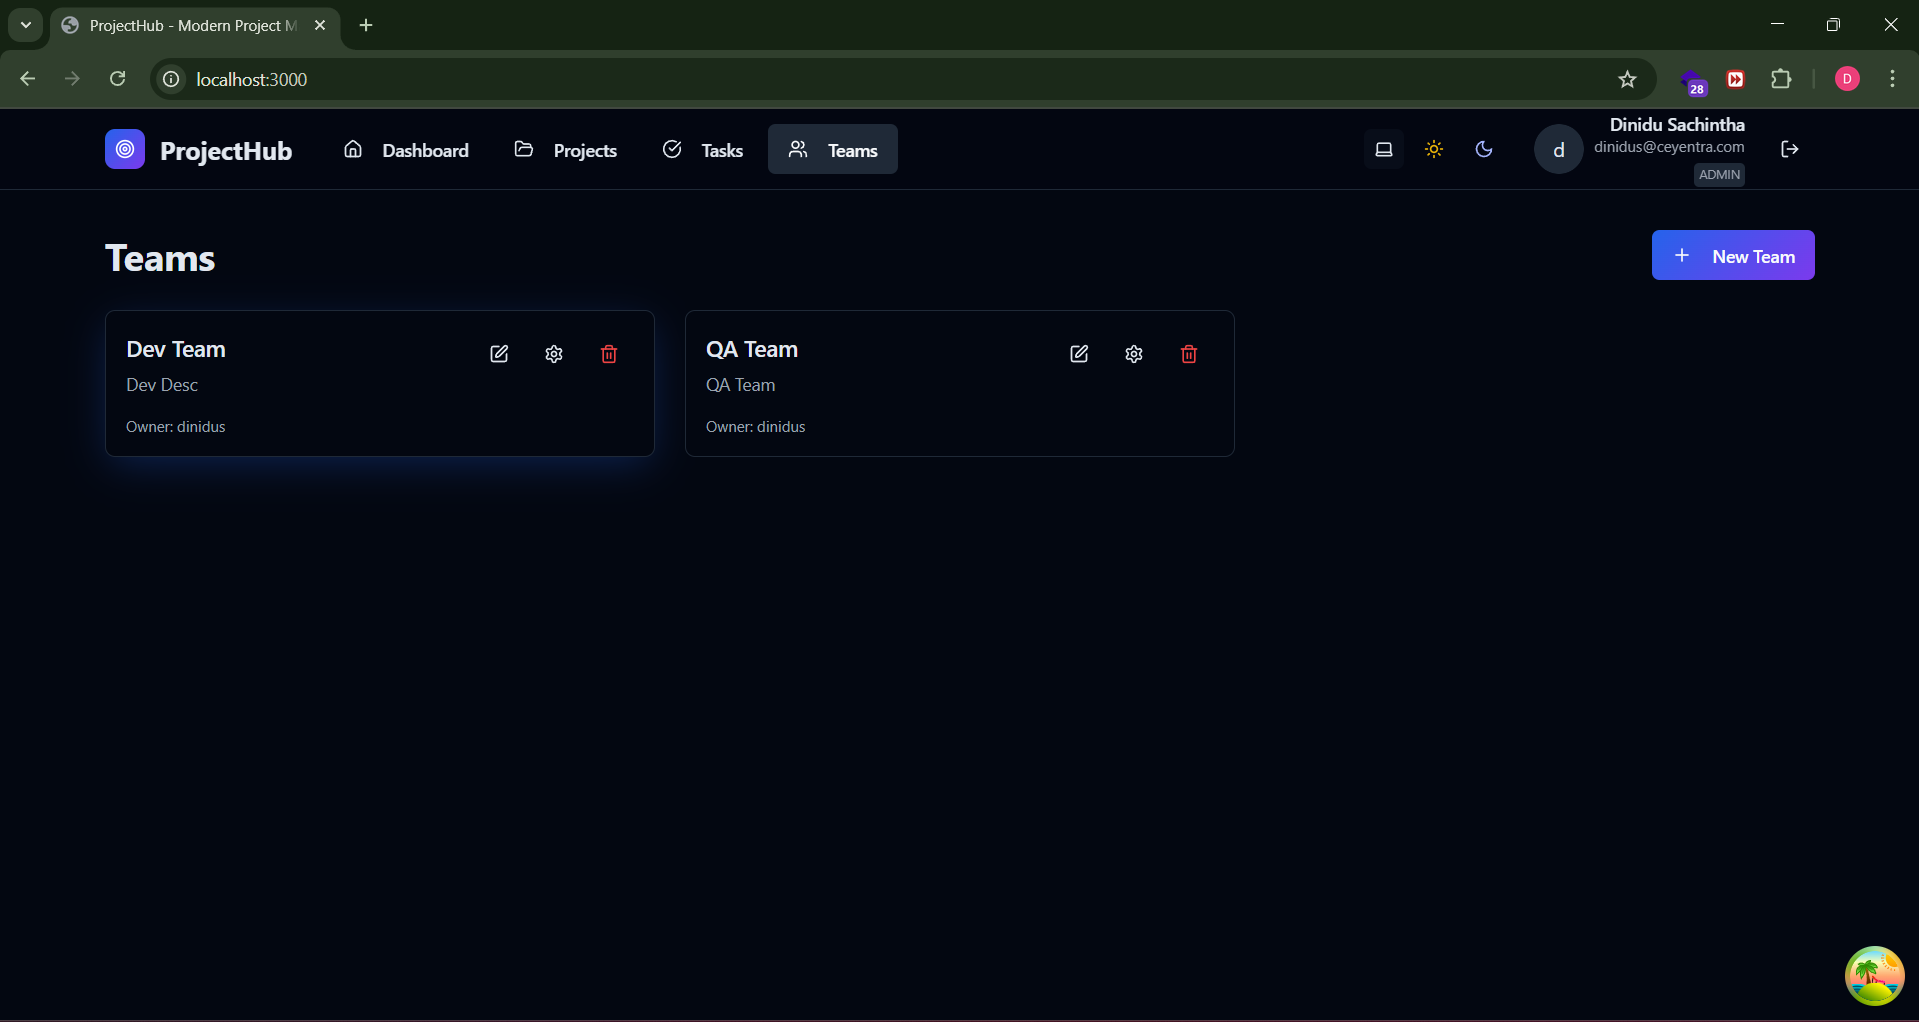 ProjectHub - Modern Project M
localhost:3000
28
D
ProjectHub
Dashboard
Projects
Tasks
Teams
d
Dinidu Sachintha
dinidus@ceyentra.com
ADMIN
Teams
New Team
Dev Team
Dev Desc
Owner: dinidus
QA Team
QA Team
Owner: dinidus